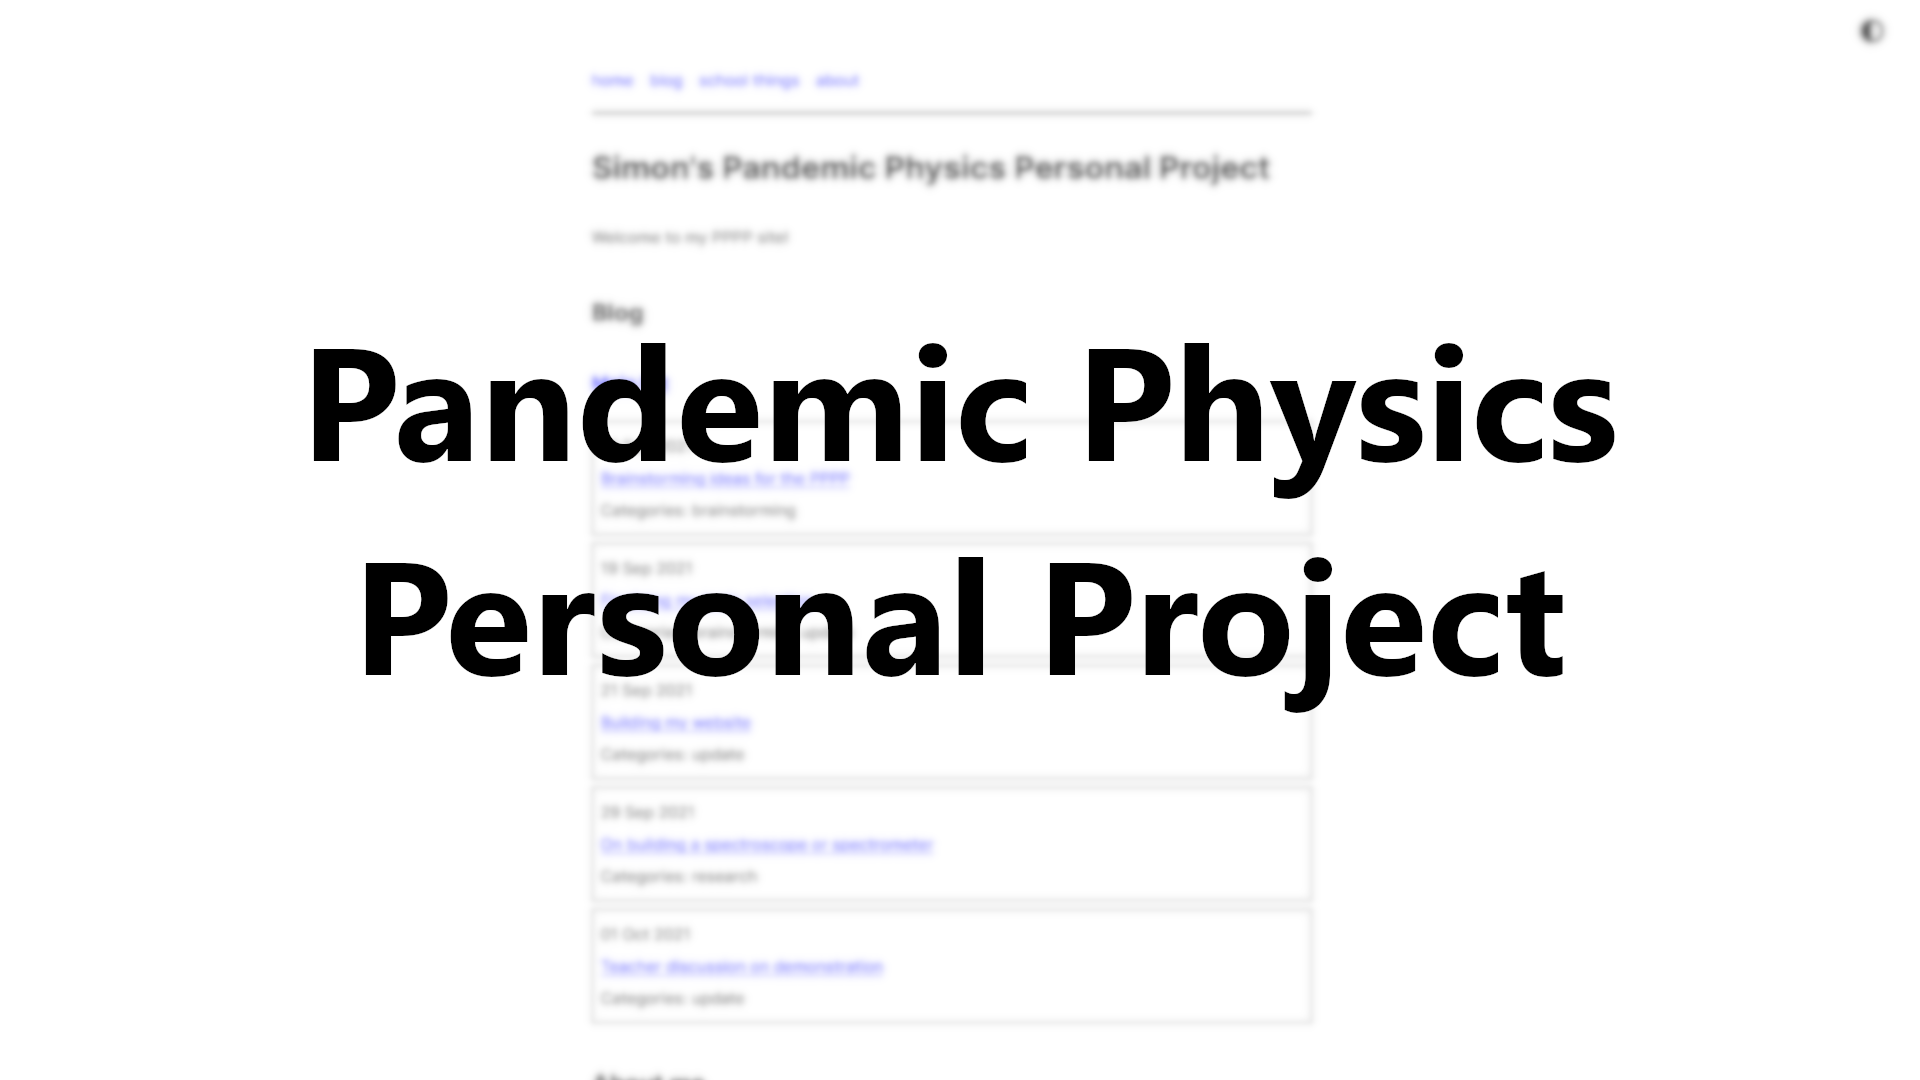 home blog school things about
Simon's Pandemic Physics Personal Project
Welcome to my PPPP site!
Blog
Pandemic Physics
Brainstorming ideas for the PPPP
Categories: brainstorming
19 Sep 2021
Personal Project
21 Sep 2021
Building my website
Categories: update
28 Sep 2021
On building a spectroscope or spectrometer
Categories: research
01 Oct 2021
Teacher discussion on demonstration
Categories: update
About me